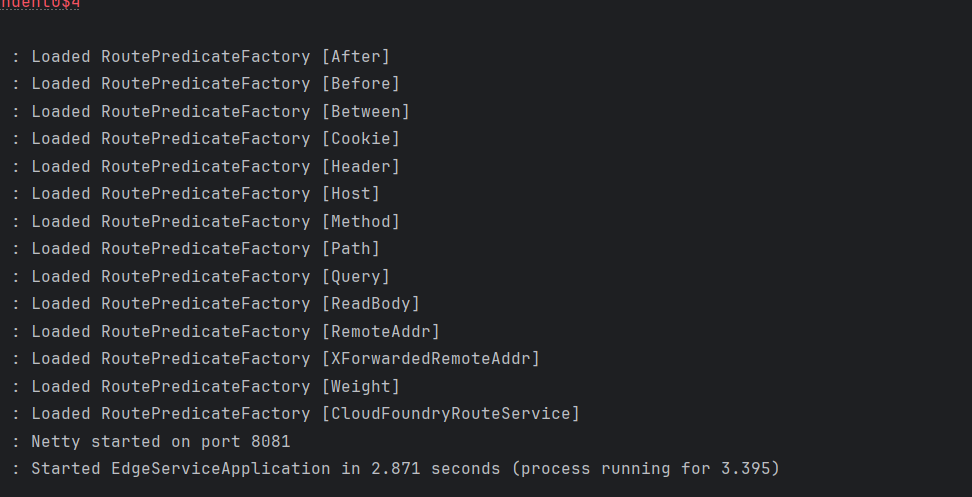 ndent0$4
: Loaded RoutePredicateFactory [After]
: Loaded RoutePredicateFactory [Before]
: Loaded RoutePredicateFactory [Between]
: Loaded RoutePredicateFactory [Cookie]
: Loaded RoutePredicateFactory [Header]
: Loaded RoutePredicateFactory [Host]
: Loaded RoutePredicateFactory [Method]
: Loaded RoutePredicateFactory [Path]
: Loaded RoutePredicateFactory [Query]
: Loaded RoutePredicateFactory [ReadBody]
: Loaded RoutePredicateFactory [RemoteAddr]
: Loaded RoutePredicateFactory [XForwardedRemoteAddr]
: Loaded RoutePredicateFactory [Weight]
: Loaded RoutePredicateFactory [CloudFoundryRouteService]
: Netty started on port 8081
: Started EdgeServiceApplication in 2.871 seconds (process running for 3.395)